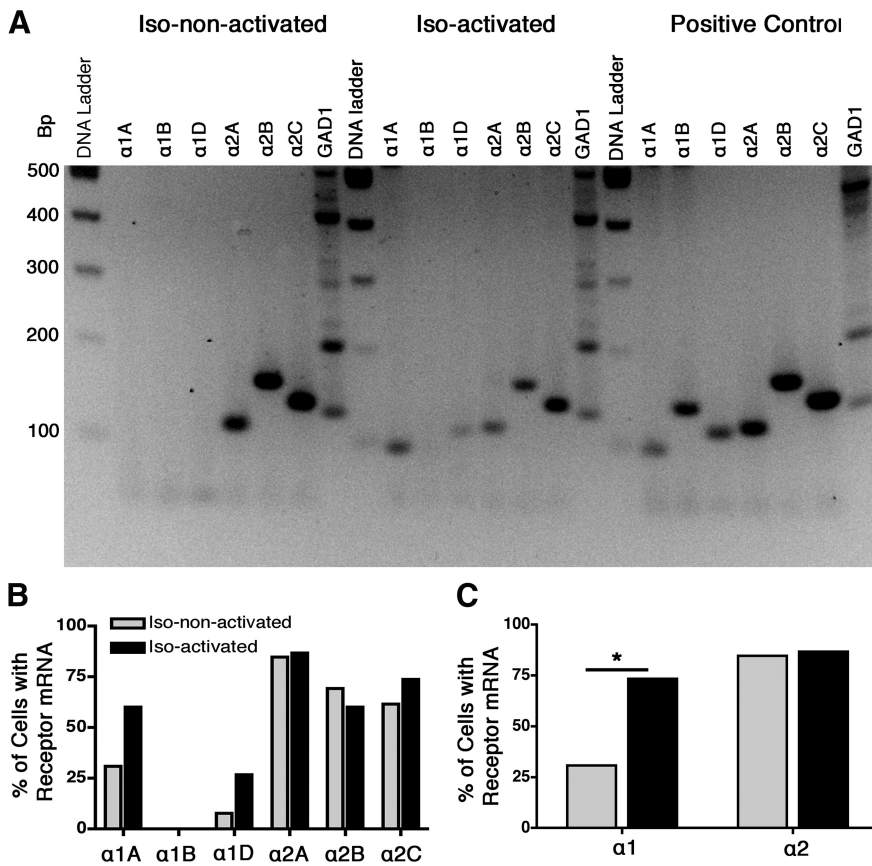 A
Iso-non-activated Iso-activated Positive Control
Bp DNA Ladder α1A α1B α1D α2A α2B α2C GAD1 DNA ladder α1A α1B α1D α2A α2B α2C GAD1 DNA Ladder α1A α1B α1D α2A α2B α2C GAD1
500
400
300
200
100
B
% of Cells with
Receptor mRNA
100
75
50
25
0
Iso-non-activated
Iso-activated
α1A α1B α1D α2A α2B α2C
C
% of Cells with
Receptor mRNA
100
75
50
25
0
*
α1 α2